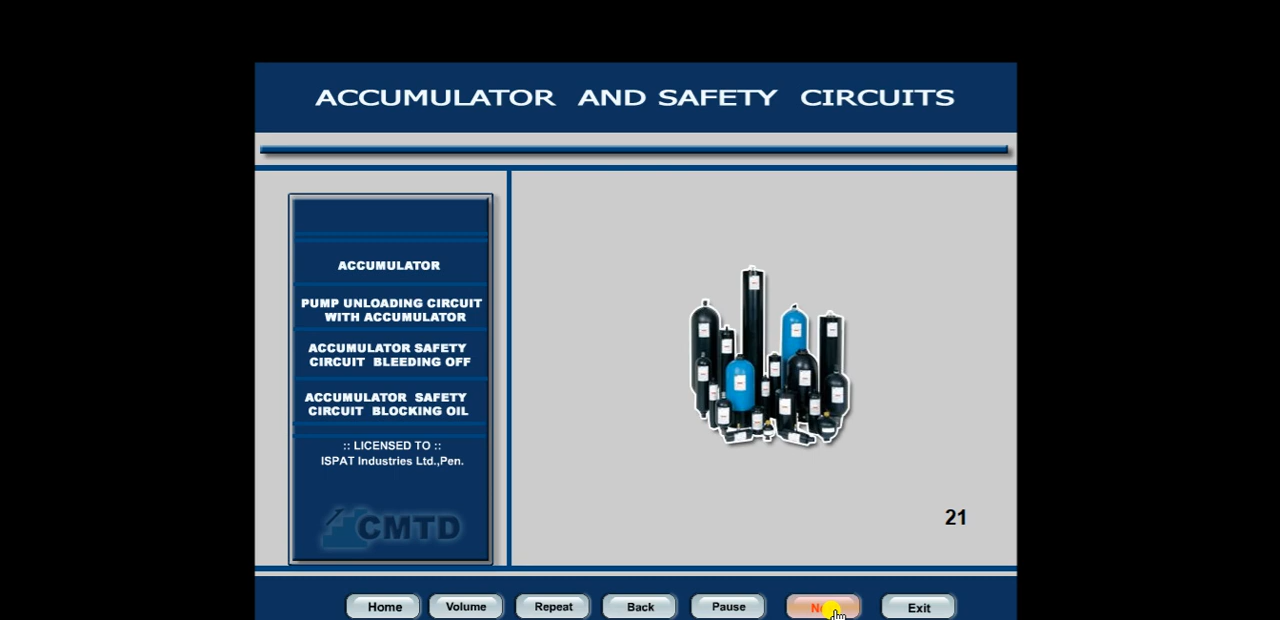 ACCUMULATOR AND SAFETY CIRCUITS
ACCUMULATOR
PUMP UNLOADING CIRCUIT
WITH ACCUMULATOR
ACCUMULATOR SAFETY
CIRCUIT BLEEDING OFF
ACCUMULATOR SAFETY
CIRCUIT BLOCKING OIL
:: LICENSED TO ::
ISPAT Industries Ltd.,Pen.
CMTD
21
Home Volume Repeat Back Pause Exit